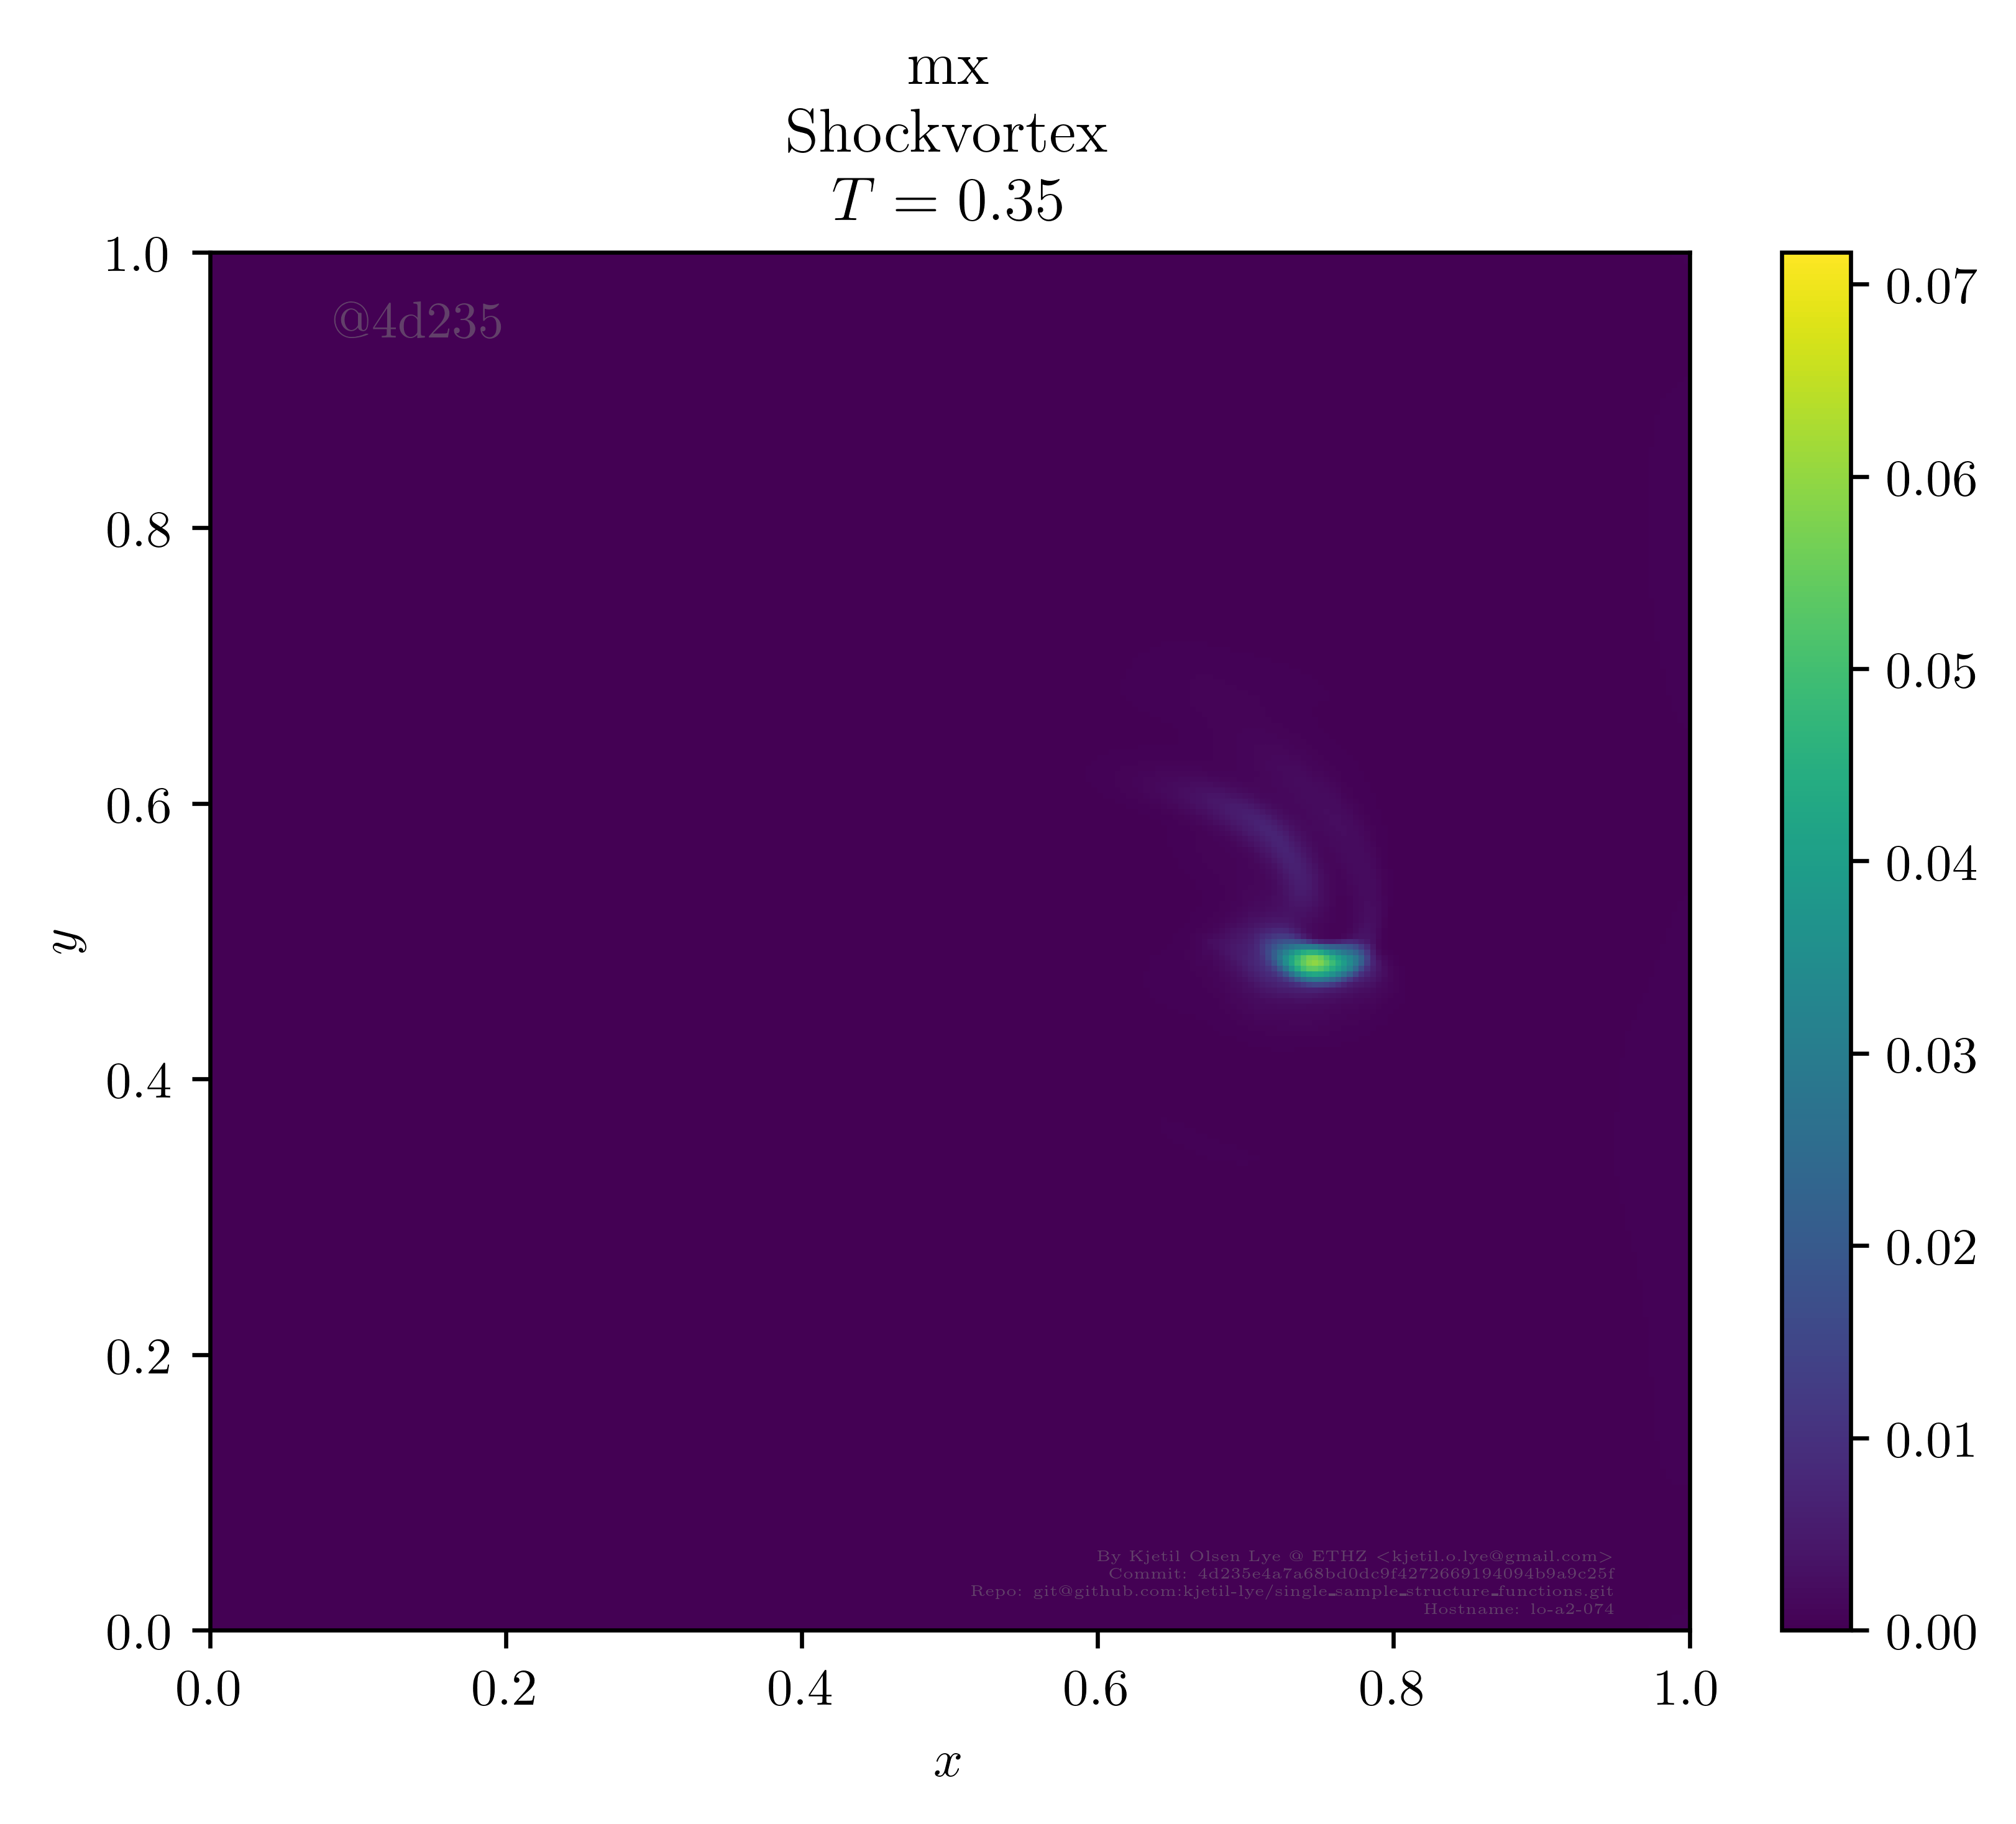 mx
Shockvortex
T = 0.35
1.0
0.8
0.6
0.4
0.2
0.0
y
@4d235
By Kjetil Olsen Lye @ ETHZ <kjetil.o.lye@gmail.com>
Commit: 4d235e4a7a68bd0dc9f4272669194094b9a9c25f
Repo: git@github.com:kjetil-lye/single_sample_structure_functions.git
Hostname: lo-a2-074
0.0 0.2 0.4 0.6 0.8 1.0
x
0.07
0.06
0.05
0.04
0.03
0.02
0.01
0.00